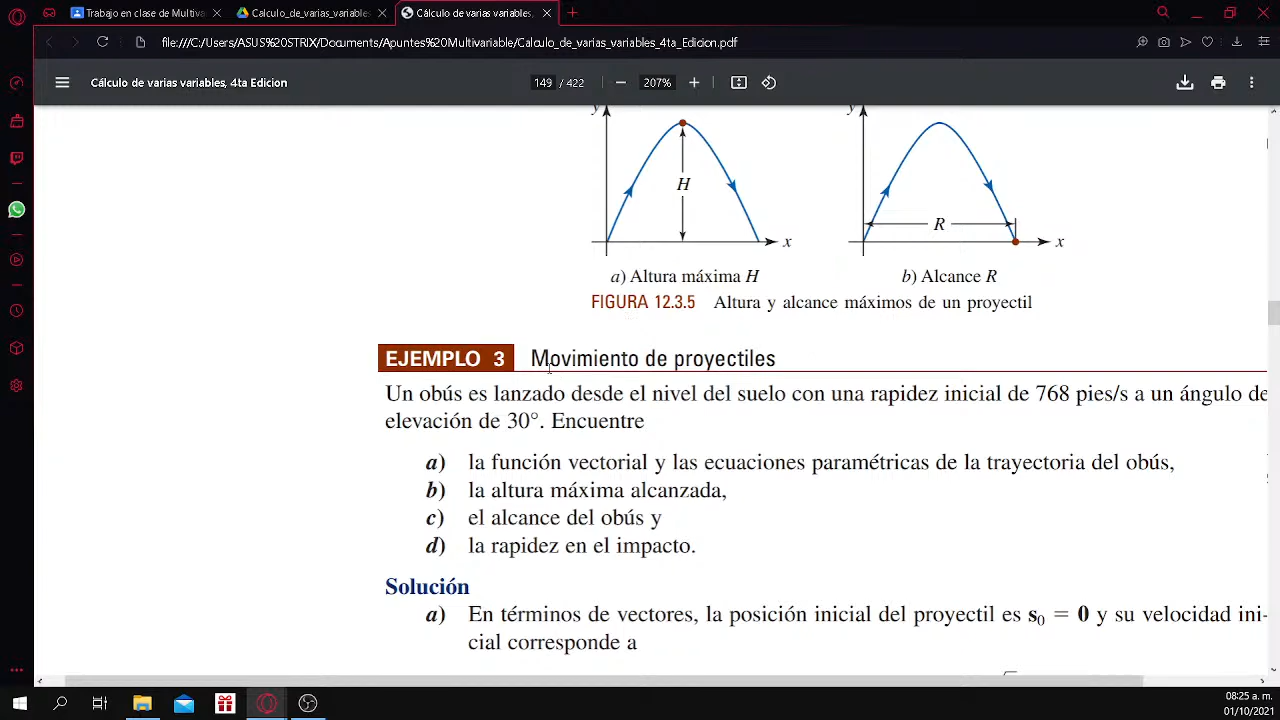 Trabajo en clase de Multiva
Calculo_de_varias_variables_
Cálculo de varias variables,
file:///C:/Users/ASUS%20STRIX/Documents/Apuntes%20Multivariable/Calculo_de_varias_variables_4ta_Edicion.pdf
Cálculo de varias variables, 4ta Edicion
149 / 422
207%
y
y
H
R
x
x
a) Altura máxima H
b) Alcance R
FIGURA 12.3.5 Altura y alcance máximos de un proyectil
EJEMPLO 3 Movimiento de proyectiles
Un obús es lanzado desde el nivel del suelo con una rapidez inicial de 768 pies/s a un ángulo de
elevación de 30°. Encuentre
a) la función vectorial y las ecuaciones paramétricas de la trayectoria del obús,
b) la altura máxima alcanzada,
c) el alcance del obús y
d) la rapidez en el impacto.
Solución
a) En términos de vectores, la posición inicial del proyectil es s₀ = 0 y su velocidad ini-
cial corresponde a
08:25 a. m.
01/10/2021